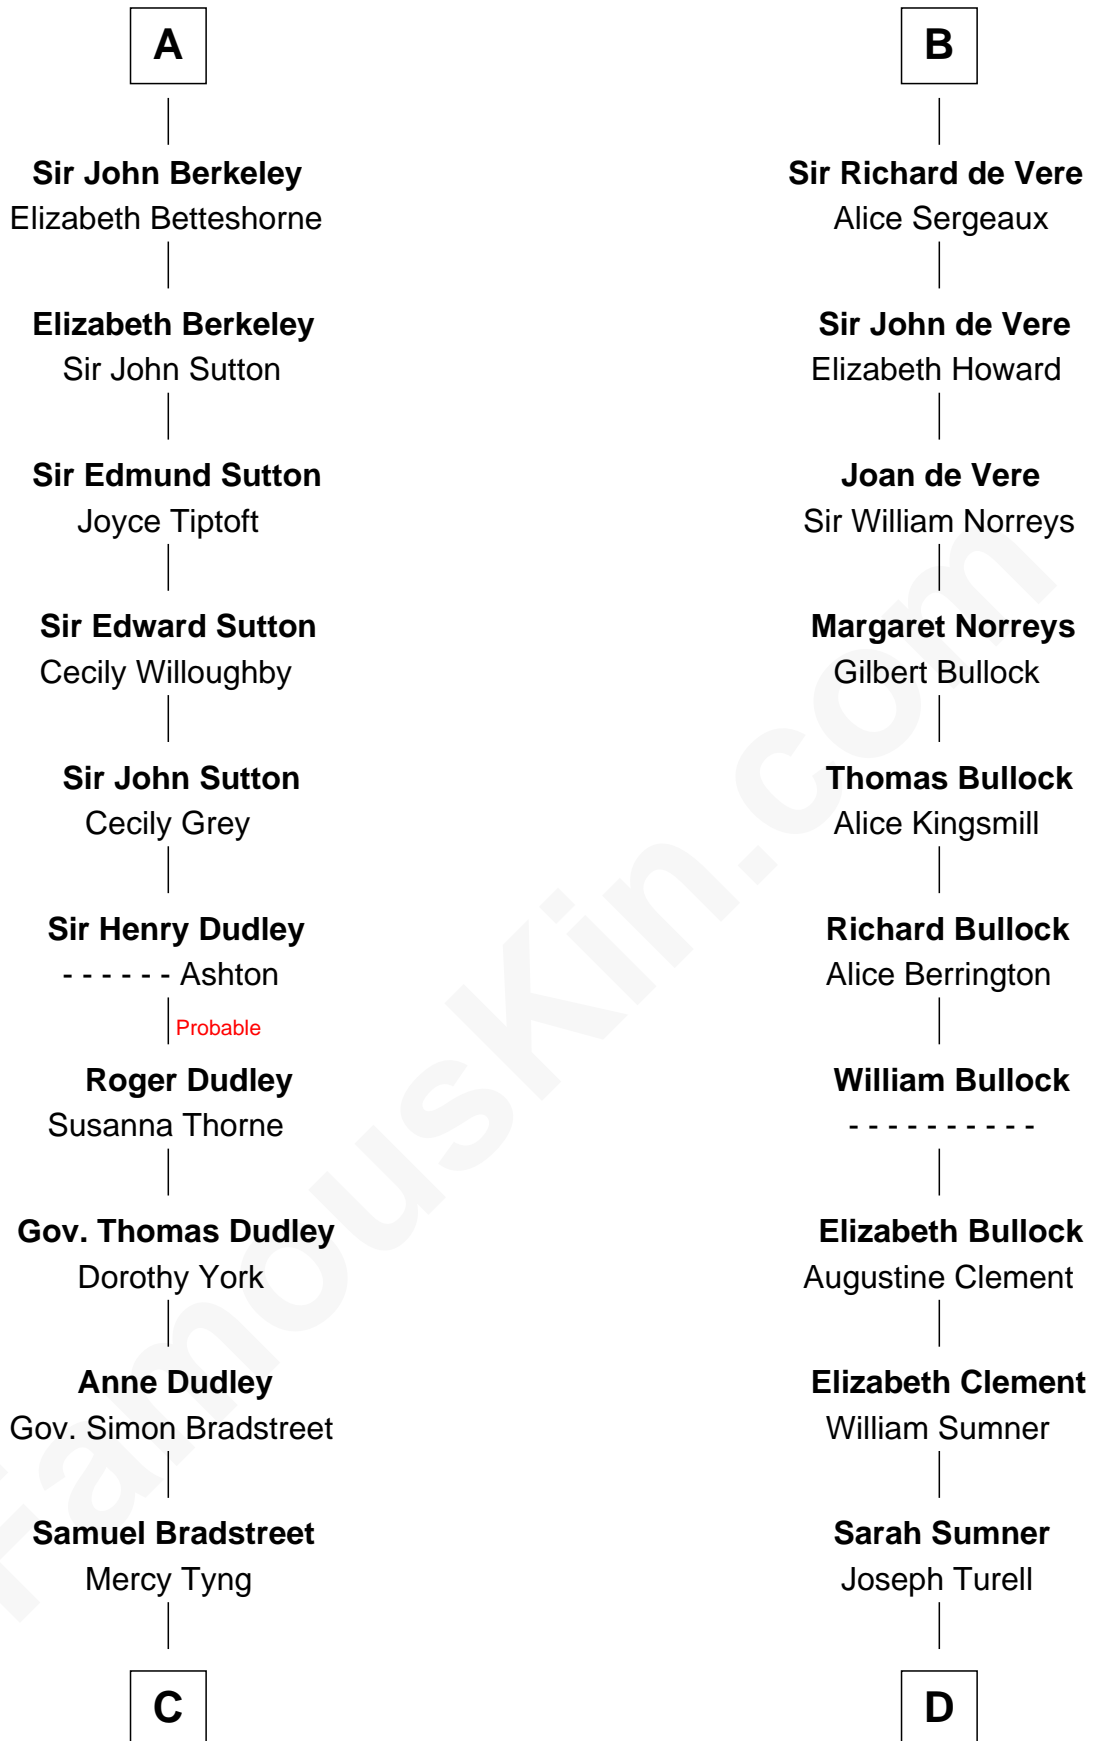 A
Sir John Berkeley
Elizabeth Betteshorne
Elizabeth Berkeley
Sir John Sutton
Sir Edmund Sutton
Joyce Tiptoft
Sir Edward Sutton
Cecily Willoughby
Sir John Sutton
Cecily Grey
Sir Henry Dudley
- - - - - - Ashton
Probable
Roger Dudley
Susanna Thorne
Gov. Thomas Dudley
Dorothy York
Anne Dudley
Gov. Simon Bradstreet
Samuel Bradstreet
Mercy Tyng
C
B
Sir Richard de Vere
Alice Sergeaux
Sir John de Vere
Elizabeth Howard
Joan de Vere
Sir William Norreys
Margaret Norreys
Gilbert Bullock
Thomas Bullock
Alice Kingsmill
Richard Bullock
Alice Berrington
William Bullock
- - - - - - - - - -
Elizabeth Bullock
Augustine Clement
Elizabeth Clement
William Sumner
Sarah Sumner
Joseph Turell
D
FamousKin.com